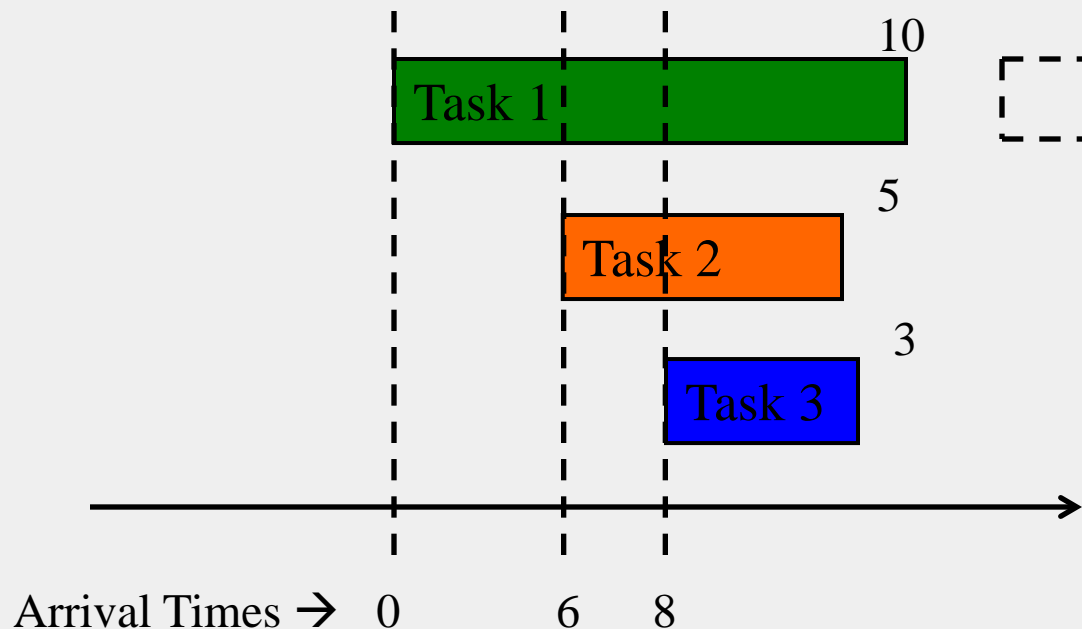 10
Task 1
5
Task 2
3
Task 3
Arrival Times → 0 6 8